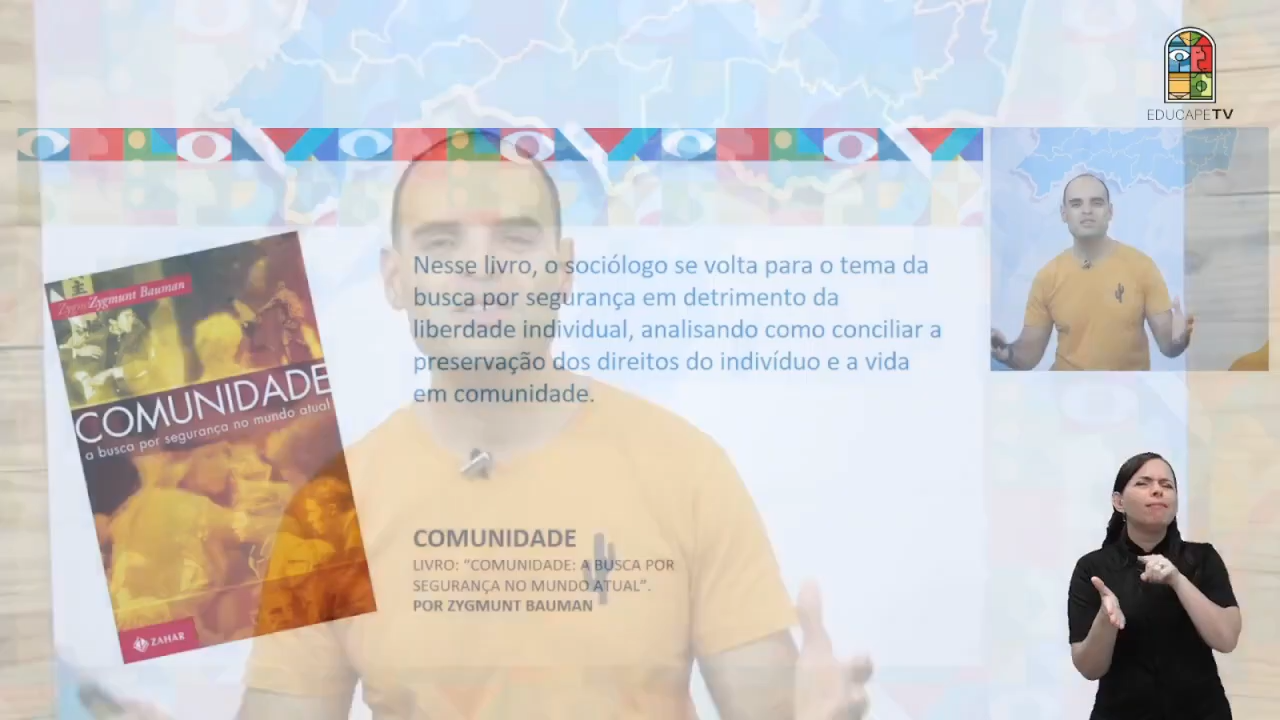 EDUCAPETV
Zygmunt Bauman
COMUNIDADE
a busca por segurança no mundo atual
ZAHAR
Nesse livro, o sociólogo se volta para o tema da
busca por segurança em detrimento da
liberdade individual, analisando como conciliar a
preservação dos direitos do indivíduo e a vida
em comunidade.
COMUNIDADE
LIVRO: “COMUNIDADE: A BUSCA POR
SEGURANÇA NO MUNDO ATUAL”.
POR ZYGMUNT BAUMAN